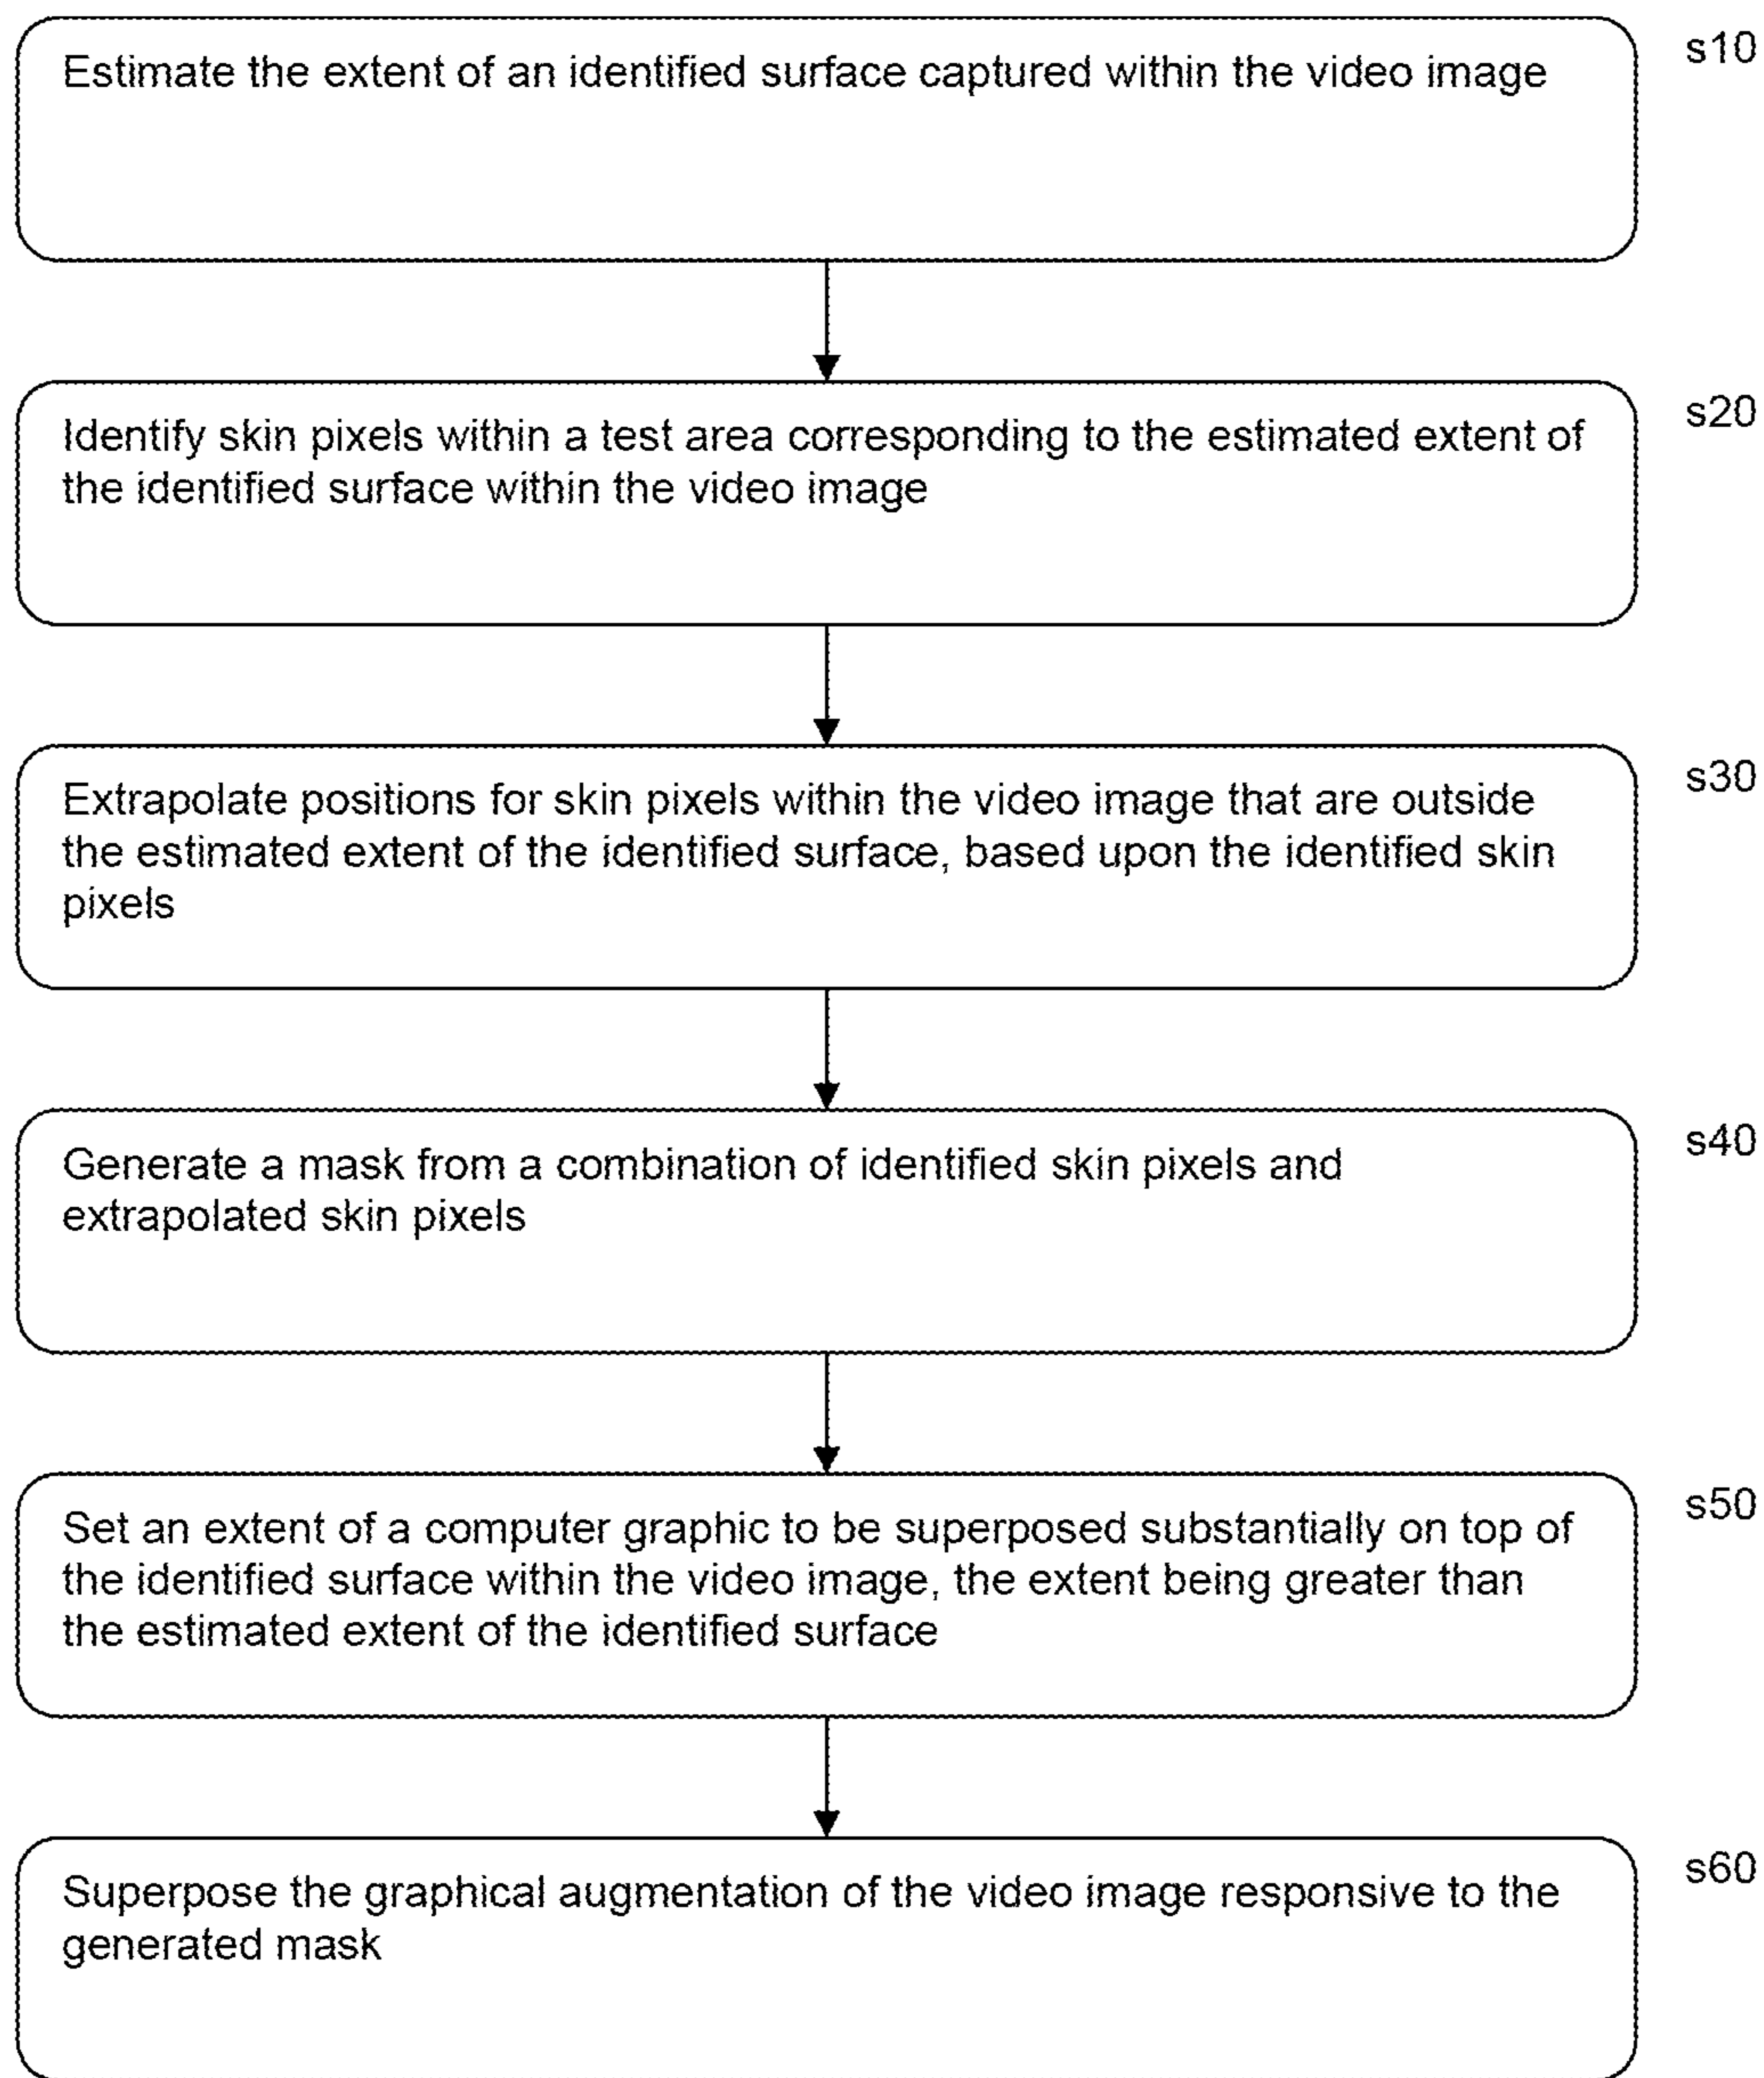 Estimate the extent of an identified surface captured within the video image
s10
Identify skin pixels within a test area corresponding to the estimated extent of
the identified surface within the video image
s20
Extrapolate positions for skin pixels within the video image that are outside
the estimated extent of the identified surface, based upon the identified skin
pixels
s30
Generate a mask from a combination of identified skin pixels and
extrapolated skin pixels
s40
Set an extent of a computer graphic to be superposed substantially on top of
the identified surface within the video image, the extent being greater than
the estimated extent of the identified surface
s50
Superpose the graphical augmentation of the video image responsive to the
generated mask
s60